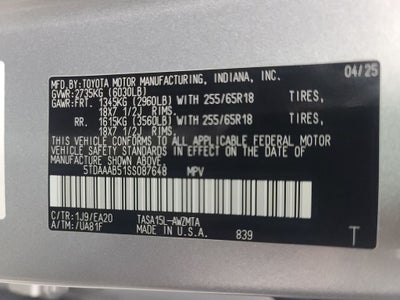 MFD.BY:TOYOTA MOTOR MANUFACTURING, INDIANA, INC.
GVWR:2735KG (6030LB) 04/25
GAWR:FRT. 1345KG (2960LB) WITH 255/65R18 TIRES,
18X7 1/2J RIMS
RR. 1615KG (3560LB) WITH 255/65R18 TIRES,
18X7 1/2J RIMS
THIS VEHICLE CONFORMS TO ALL APPLICABLE FEDERAL MOTOR
VEHICLE SAFETY STANDARDS IN EFFECT ON THE DATE OF
MANUFACTURE SHOWN ABOVE.
5TDAAAB51SS087648 MPV
C/TR:1J9/EA20 TASA15L-AWZMTA
A/TM:/UA81F MADE IN U.S.A. 839 T